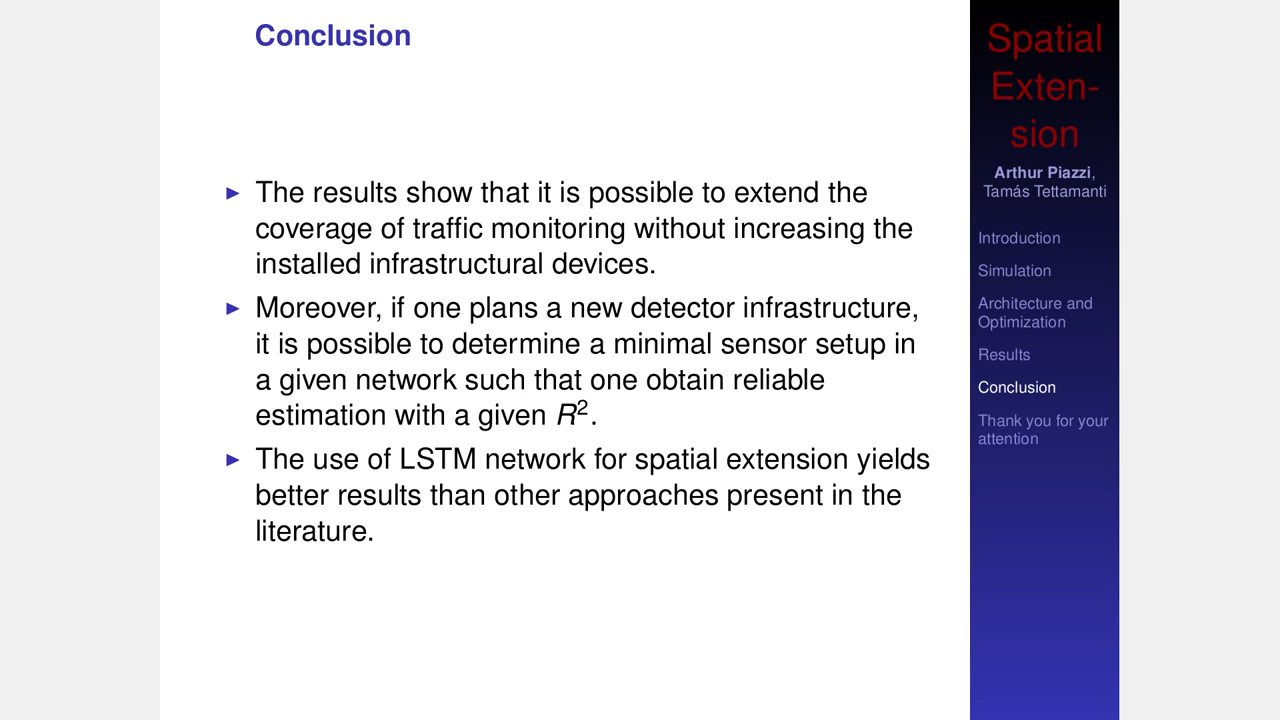 Conclusion
▶ The results show that it is possible to extend the
coverage of traffic monitoring without increasing the
installed infrastructural devices.
▶ Moreover, if one plans a new detector infrastructure,
it is possible to determine a minimal sensor setup in
a given network such that one obtain reliable
estimation with a given R².
▶ The use of LSTM network for spatial extension yields
better results than other approaches present in the
literature.
Spatial
Exten-
sion
Arthur Piazzi,
Tamás Tettamanti
Introduction
Simulation
Architecture and
Optimization
Results
Conclusion
Thank you for your
attention